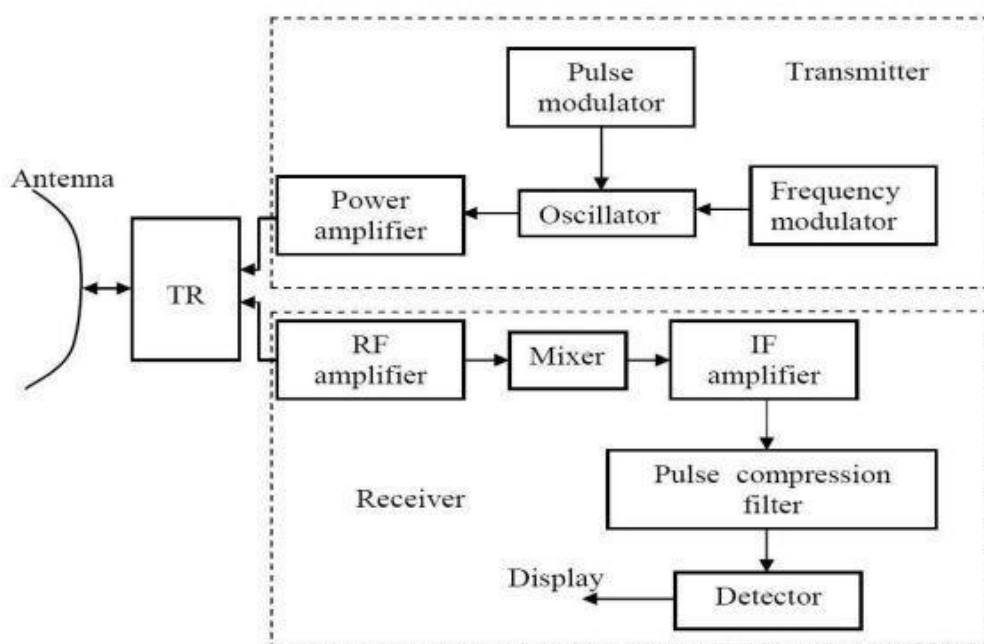 Pulse
modulator
Transmitter
Antenna
Power
amplifier
Oscillator
Frequency
modulator
TR
RF
amplifier
Mixer
IF
amplifier
Receiver
Pulse compression
filter
Display
Detector